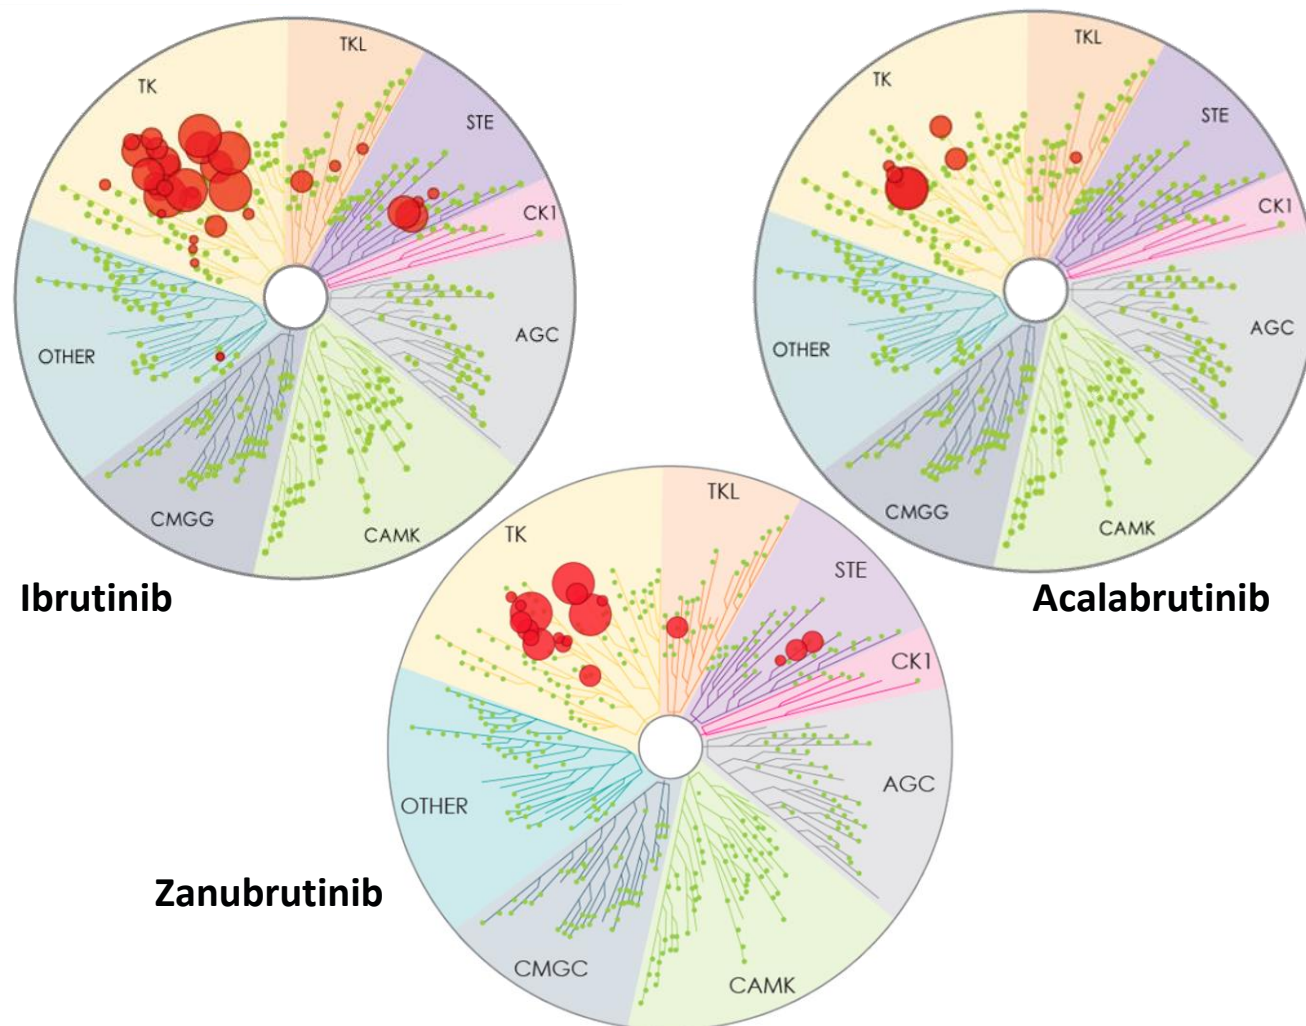 TK
TKL
STE
CK1
AGC
CAMK
CMGG
OTHER
Ibrutinib
TK
TKL
STE
CK1
AGC
CAMK
CMGG
OTHER
Acalabrutinib
TK
TKL
STE
CK1
AGC
CAMK
CMGC
OTHER
Zanubrutinib